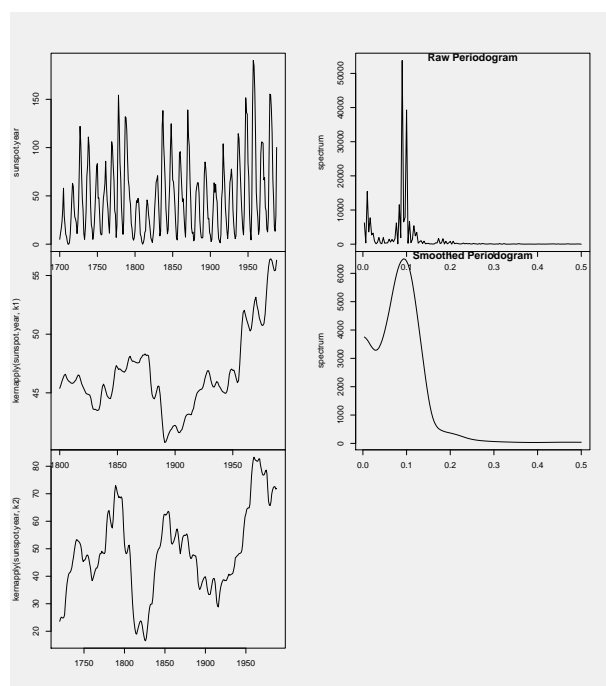 sunspot.year
0 50 100 150
1700 1750 1800 1850 1900 1950
kernapply(sunspot.year, k1)
45 50 55
1800 1850 1900 1950
kernapply(sunspot.year, k2)
20 30 40 50 60 70 80
1750 1800 1850 1900 1950
Raw Periodogram
spectrum
0 10000 20000 30000 40000 50000
0.0 0.1 0.2 0.3 0.4 0.5
Smoothed Periodogram
spectrum
0 1000 2000 3000 4000 5000 6000
0.0 0.1 0.2 0.3 0.4 0.5